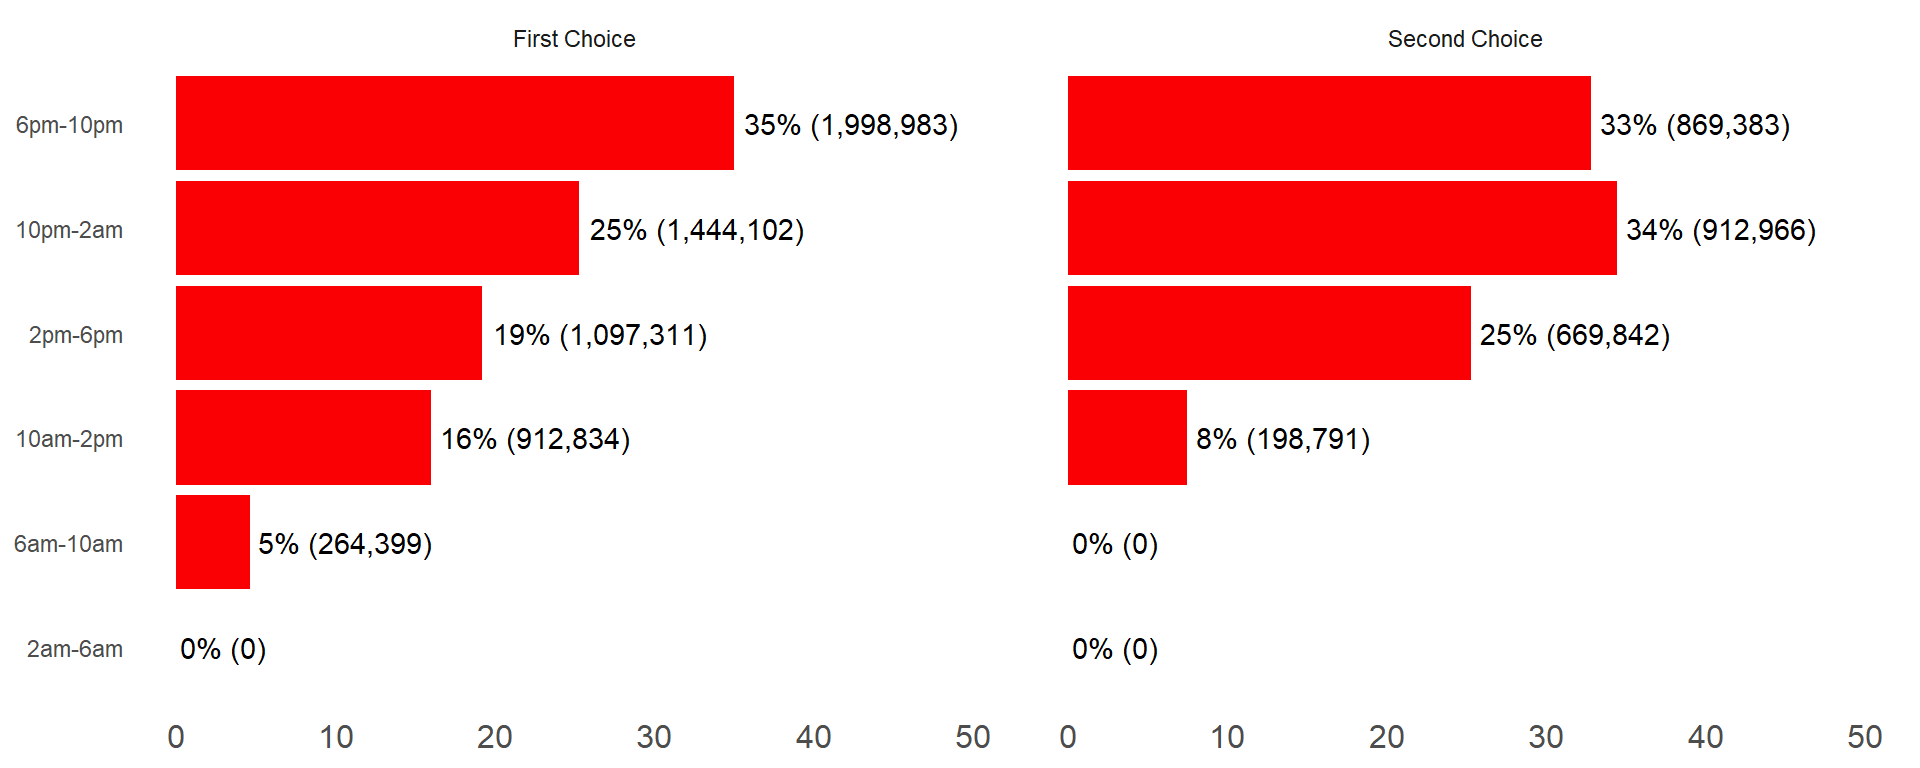 First Choice
Second Choice
6pm-10pm
35% (1,998,983)
33% (869,383)
10pm-2am
25% (1,444,102)
34% (912,966)
2pm-6pm
19% (1,097,311)
25% (669,842)
10am-2pm
16% (912,834)
8% (198,791)
6am-10am
5% (264,399)
0% (0)
2am-6am
0% (0)
0% (0)
0 10 20 30 40 50
0 10 20 30 40 50